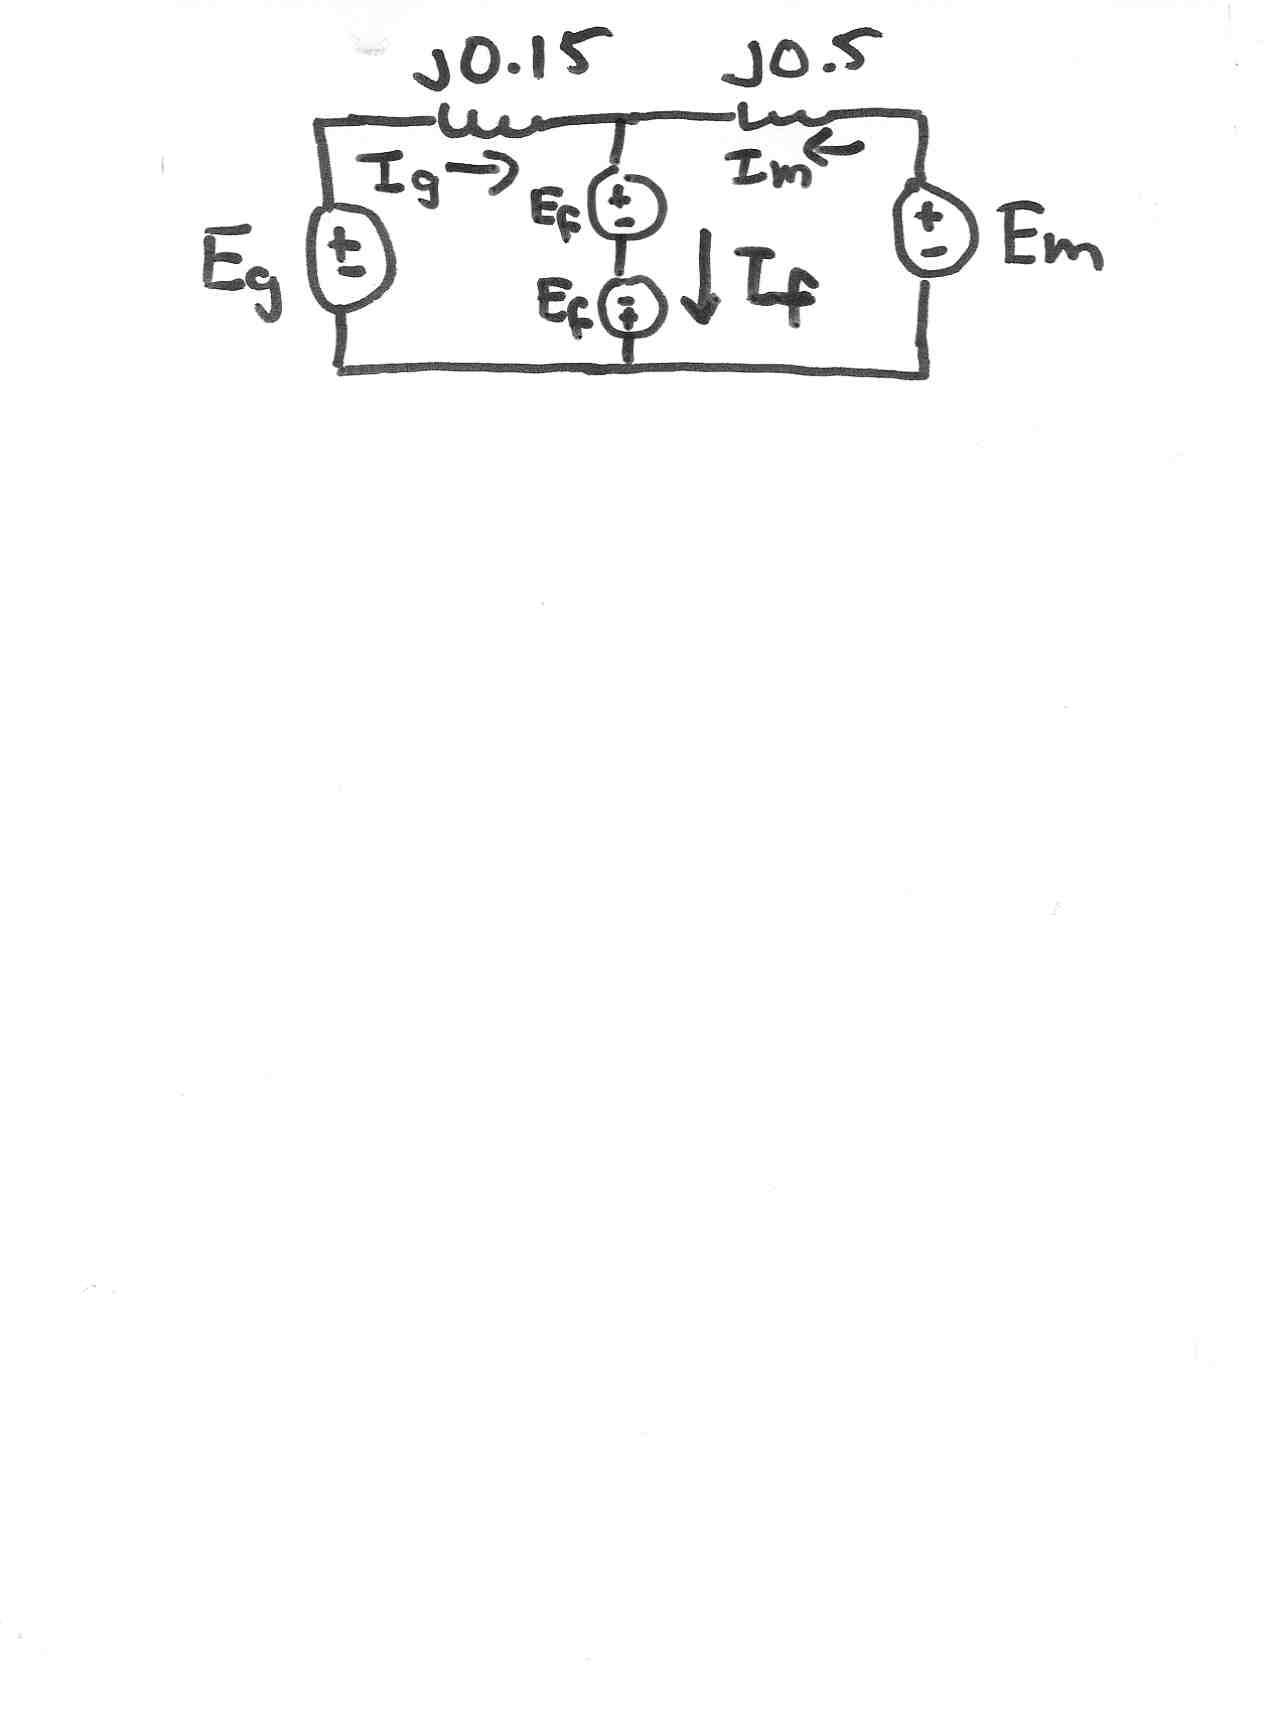 j0.15 j0.5
Ig → Im ←
Ef + -
Eg + - + - Em
Ef - + ↓ If